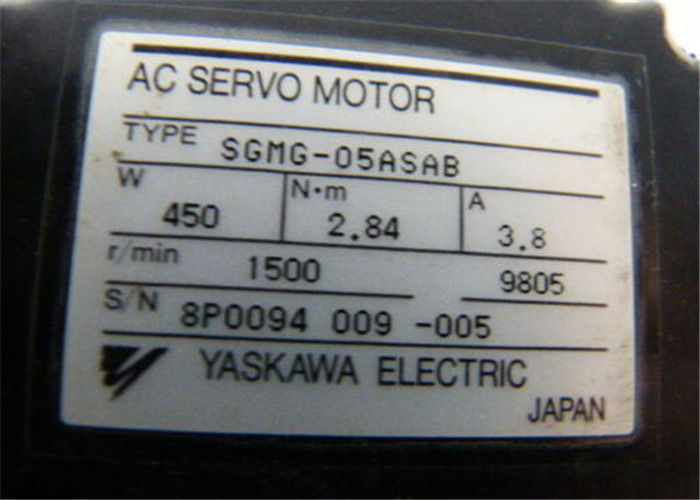 AC SERVO MOTOR
TYPE SGMG-05ASAB
W 450 N·m 2.84 A 3.8
r/min 1500 9805
S/N 8P0094 009 -005
YASKAWA ELECTRIC
JAPAN